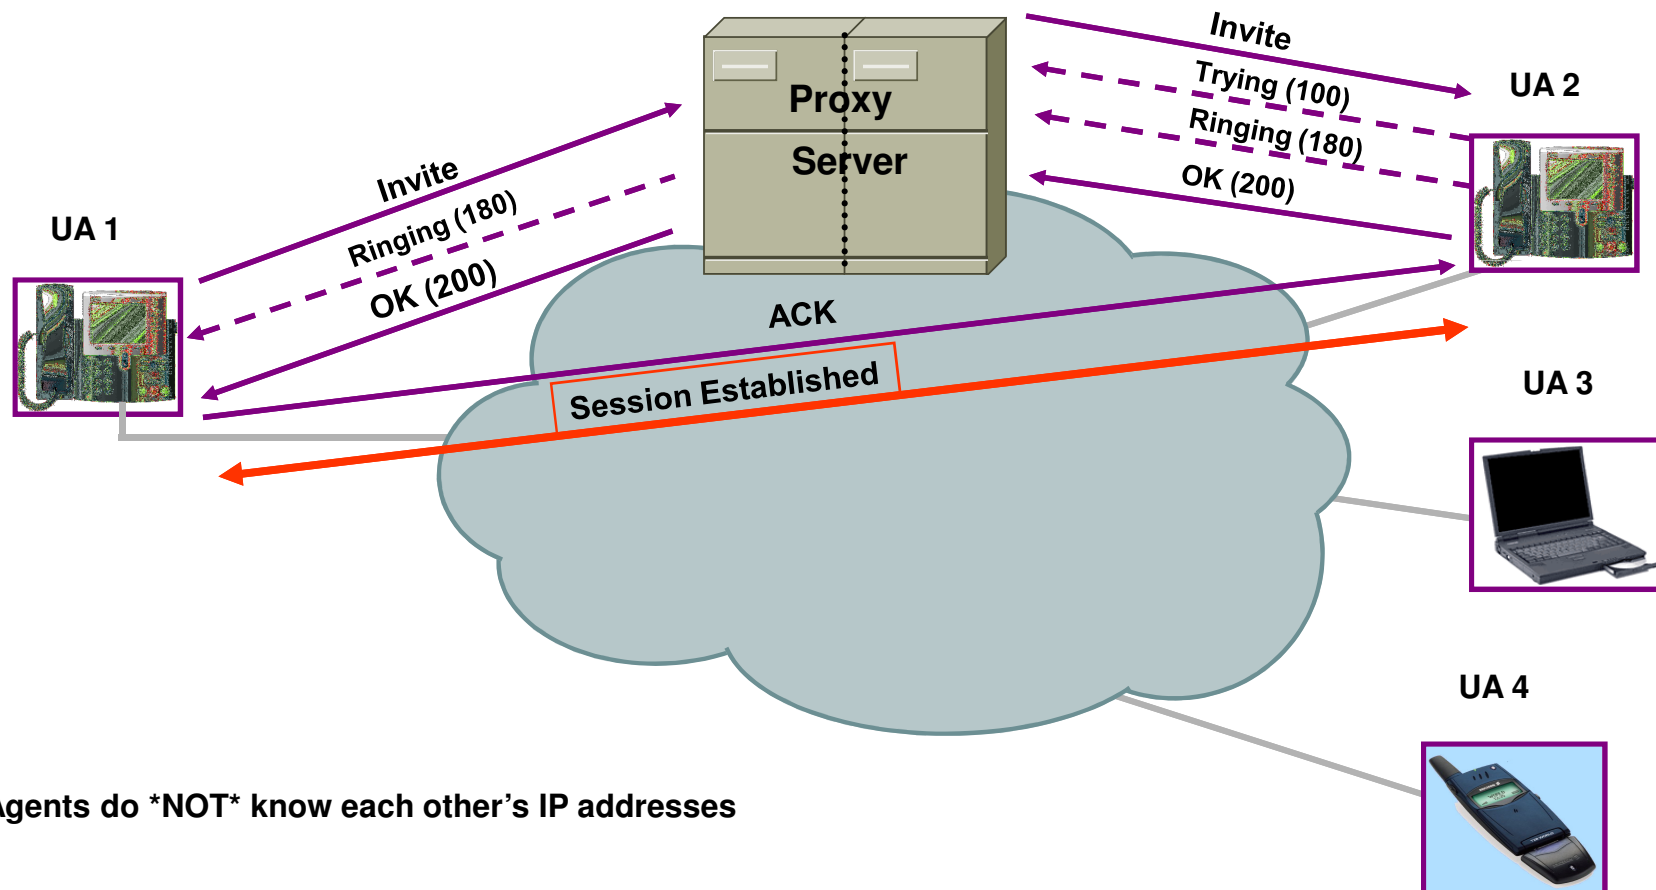 Invite
Trying (100)
UA 2
Proxy
Ringing (180)
Server
Invite
OK (200)
Ringing (180)
UA 1
OK (200)
ACK
Session Established
UA 3
UA 4
Agents do *NOT* know each other's IP addresses